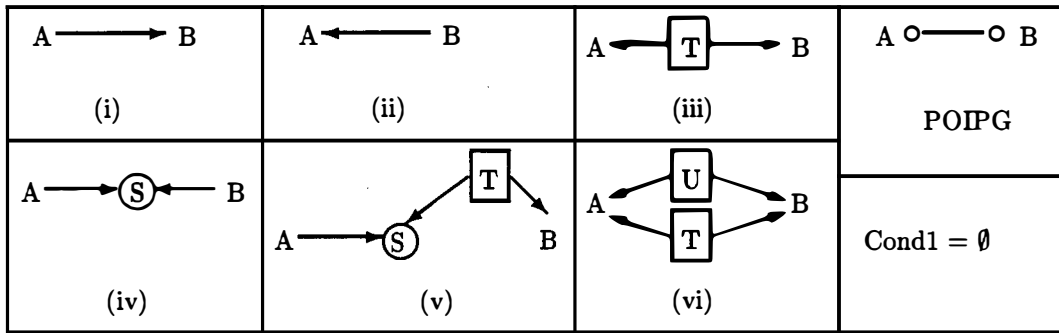 A B
(i)
A B
(ii)
A T B
(iii)
A B
POIPG
A S B
(iv)
T
A S B
(v)
U
A B
T
(vi)
Cond1 = ∅